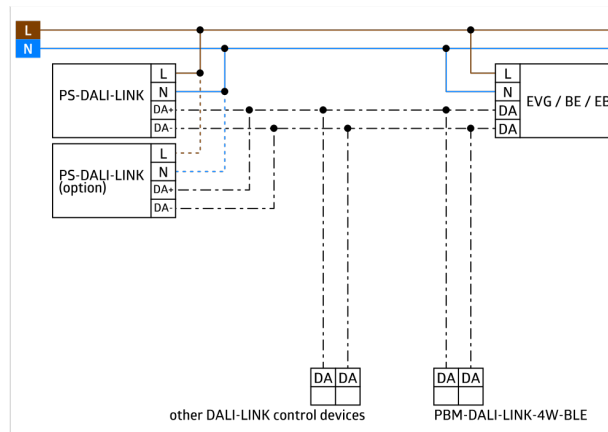 L
N
PS-DALI-LINK
L
N
DA+
DA-
EVG / BE / EB
L
N
DA
DA
PS-DALI-LINK
(option)
L
N
DA+
DA-
DA DA
DA DA
other DALI-LINK control devices
PBM-DALI-LINK-4W-BLE